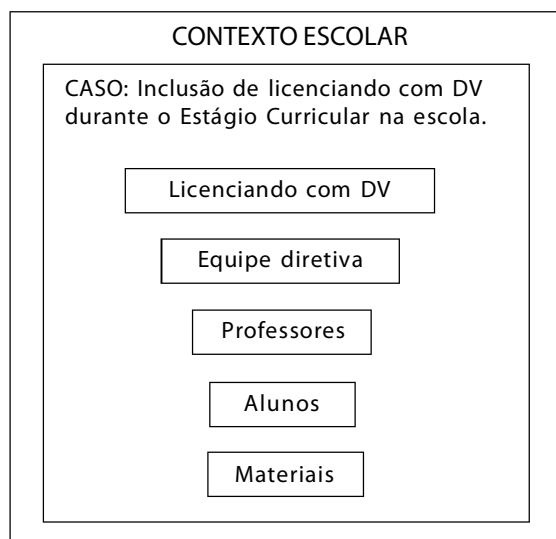 CONTEXTO ESCOLAR
CASO: Inclusão de licenciando com DV
durante o Estágio Curricular na escola.
Licenciando com DV
Equipe diretiva
Professores
Alunos
Materiais